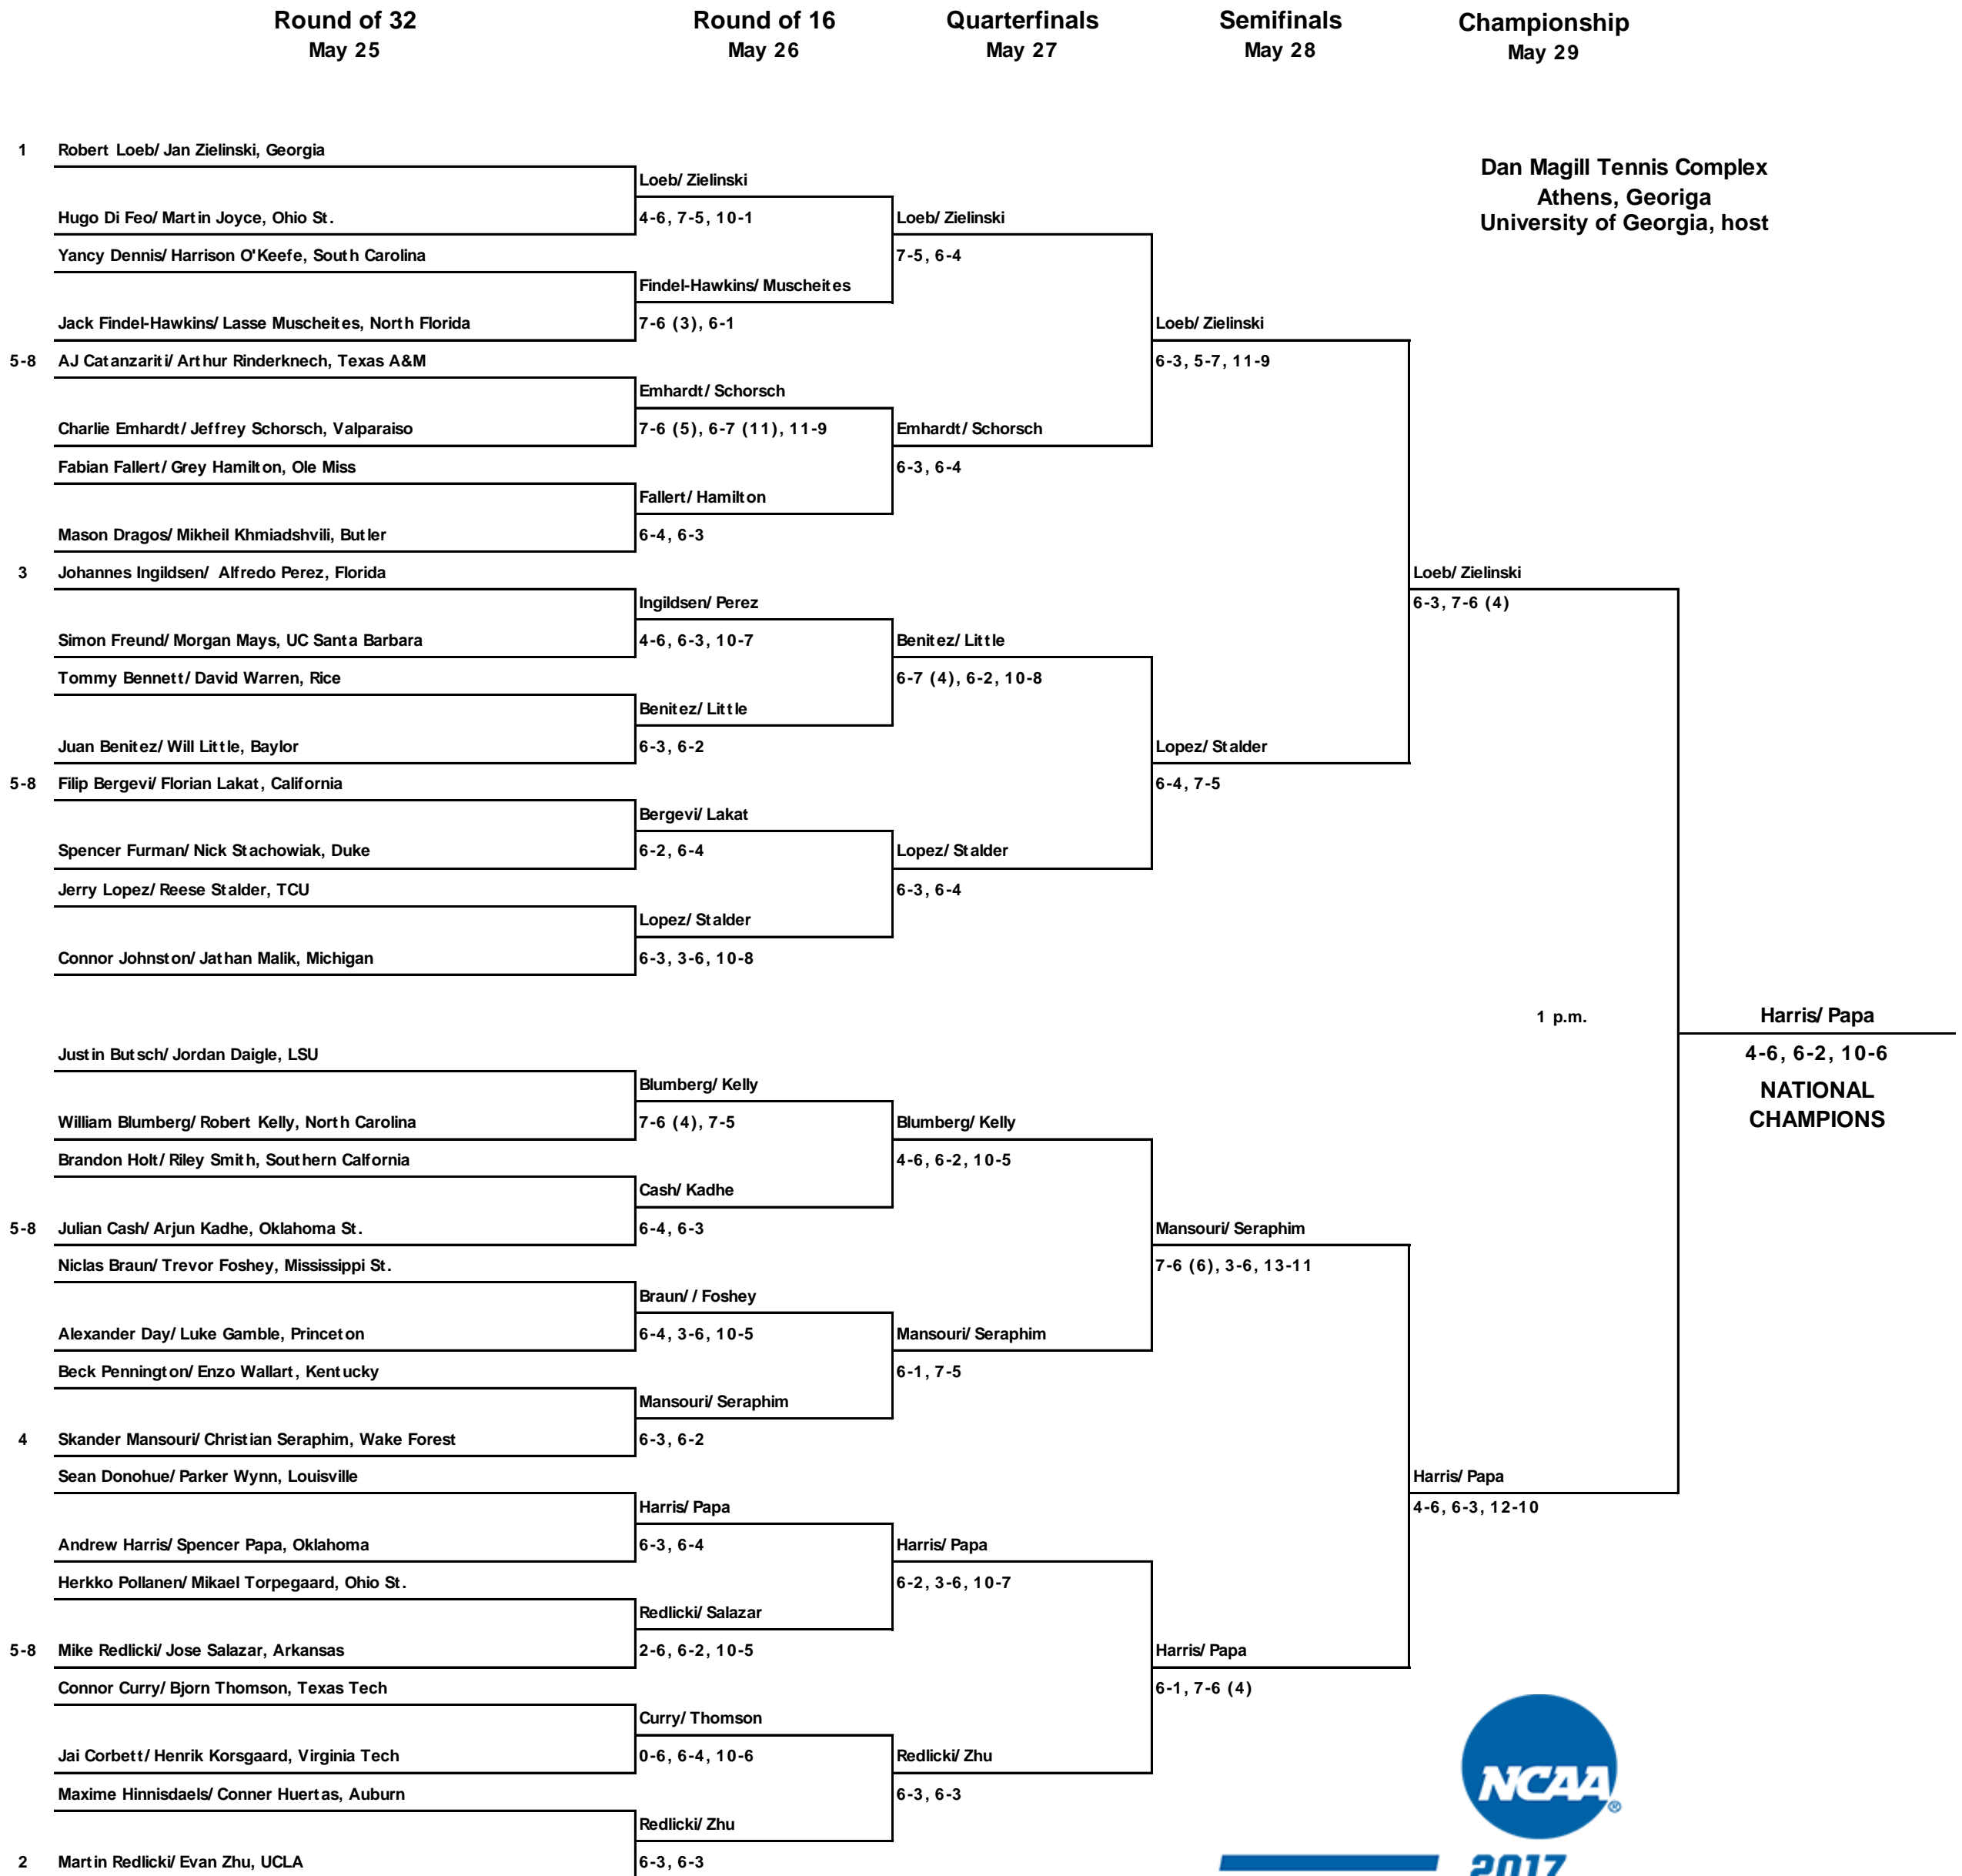 Round of 32
May 25
Round of 16
May 26
Quarterfinals
May 27
Semifinals
May 28
Championship
May 29
Dan Magill Tennis Complex
Athens, Georiga
University of Georgia, host
1 Robert Loeb/ Jan Zielinski, Georgia
Hugo Di Feo/ Martin Joyce, Ohio St.
Yancy Dennis/ Harrison O'Keefe, South Carolina
Jack Findel-Hawkins/ Lasse Muscheites, North Florida
5-8 AJ Catanzariti/ Arthur Rinderknech, Texas A&M
Charlie Emhardt/ Jeffrey Schorsch, Valparaiso
Fabian Fallert/ Grey Hamilton, Ole Miss
Mason Dragos/ Mikheil Khmiadshvili, Butler
3 Johannes Ingildsen/ Alfredo Perez, Florida
Simon Freund/ Morgan Mays, UC Santa Barbara
Tommy Bennett/ David Warren, Rice
Juan Benitez/ Will Little, Baylor
5-8 Filip Bergevi/ Florian Lakat, California
Spencer Furman/ Nick Stachowiak, Duke
Jerry Lopez/ Reese Stalder, TCU
Connor Johnston/ Jathan Malik, Michigan
Justin Butsch/ Jordan Daigle, LSU
William Blumberg/ Robert Kelly, North Carolina
Brandon Holt/ Riley Smith, Southern Calfornia
5-8 Julian Cash/ Arjun Kadhe, Oklahoma St.
Niclas Braun/ Trevor Foshey, Mississippi St.
Alexander Day/ Luke Gamble, Princeton
Beck Pennington/ Enzo Wallart, Kentucky
4 Skander Mansouri/ Christian Seraphim, Wake Forest
Sean Donohue/ Parker Wynn, Louisville
Andrew Harris/ Spencer Papa, Oklahoma
Herkko Pollanen/ Mikael Torpegaard, Ohio St.
5-8 Mike Redlicki/ Jose Salazar, Arkansas
Connor Curry/ Bjorn Thomson, Texas Tech
Jai Corbett/ Henrik Korsgaard, Virginia Tech
Maxime Hinnisdaels/ Conner Huertas, Auburn
2 Martin Redlicki/ Evan Zhu, UCLA
Loeb/ Zielinski
4-6, 7-5, 10-1
Findel-Hawkins/ Muscheites
7-6 (3), 6-1
Emhardt/ Schorsch
7-6 (5), 6-7 (11), 11-9
Fallert/ Hamilton
6-4, 6-3
Ingildsen/ Perez
4-6, 6-3, 10-7
Benitez/ Little
6-3, 6-2
Bergevi/ Lakat
6-2, 6-4
Lopez/ Stalder
6-3, 3-6, 10-8
Blumberg/ Kelly
7-6 (4), 7-5
Cash/ Kadhe
6-4, 6-3
Braun/ / Foshey
6-4, 3-6, 10-5
Mansouri/ Seraphim
6-3, 6-2
Harris/ Papa
6-3, 6-4
Redlicki/ Salazar
2-6, 6-2, 10-5
Curry/ Thomson
0-6, 6-4, 10-6
Redlicki/ Zhu
6-3, 6-3
Loeb/ Zielinski
7-5, 6-4
Emhardt/ Schorsch
6-3, 6-4
Benitez/ Little
6-7 (4), 6-2, 10-8
Lopez/ Stalder
6-3, 6-4
Blumberg/ Kelly
4-6, 6-2, 10-5
Mansouri/ Seraphim
6-1, 7-5
Harris/ Papa
6-2, 3-6, 10-7
Redlicki/ Zhu
6-3, 6-3
Loeb/ Zielinski
6-3, 5-7, 11-9
Lopez/ Stalder
6-4, 7-5
Mansouri/ Seraphim
7-6 (6), 3-6, 13-11
Harris/ Papa
6-1, 7-6 (4)
Loeb/ Zielinski
6-3, 7-6 (4)
Harris/ Papa
4-6, 6-3, 12-10
1 p.m.
Harris/ Papa
4-6, 6-2, 10-6
NATIONAL
CHAMPIONS
NCAA®
2017